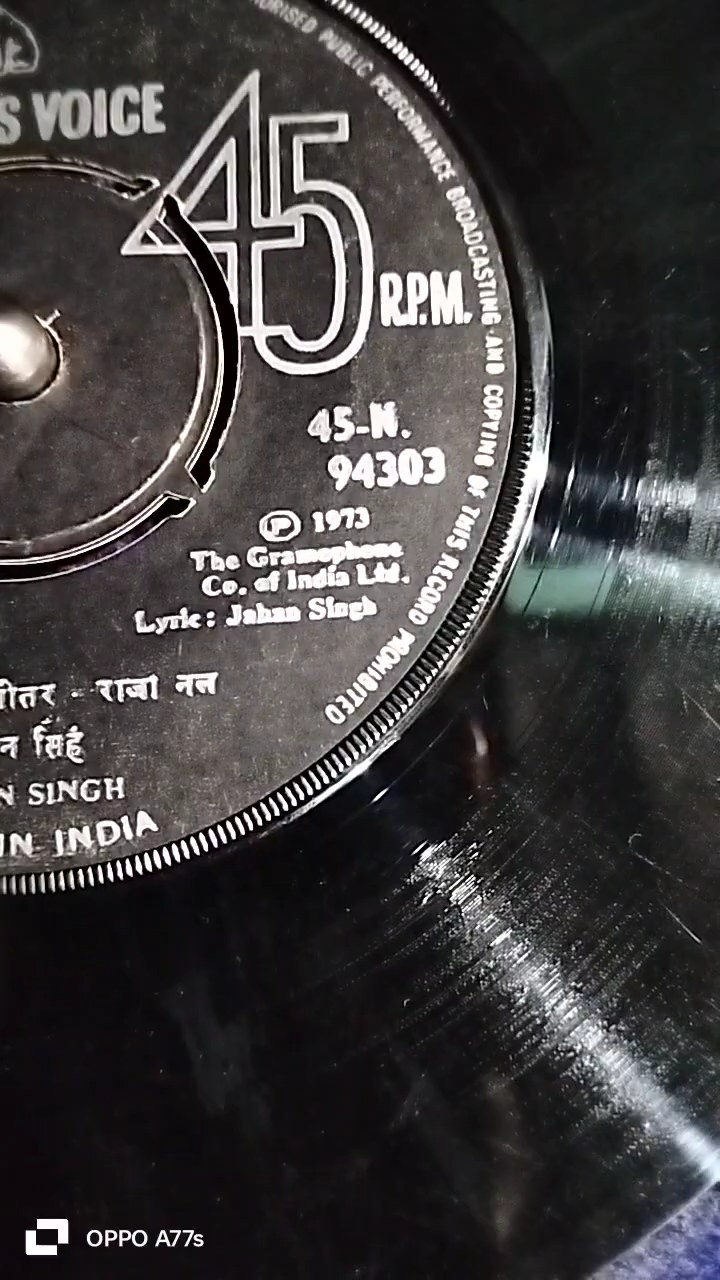 S VOICE
45
R.P.M.
45-N.
94303
Ⓟ 1973
The Gramophone
Co. of India Ltd.
Lyric: Jahan Singh
ीतर - राजा नल
न सिहं
N SINGH
IN INDIA
ORISED PUBLIC PERFORMANCE BROADCASTING AND COPYING OF THIS RECORD PROHIBITED
OPPO A77s